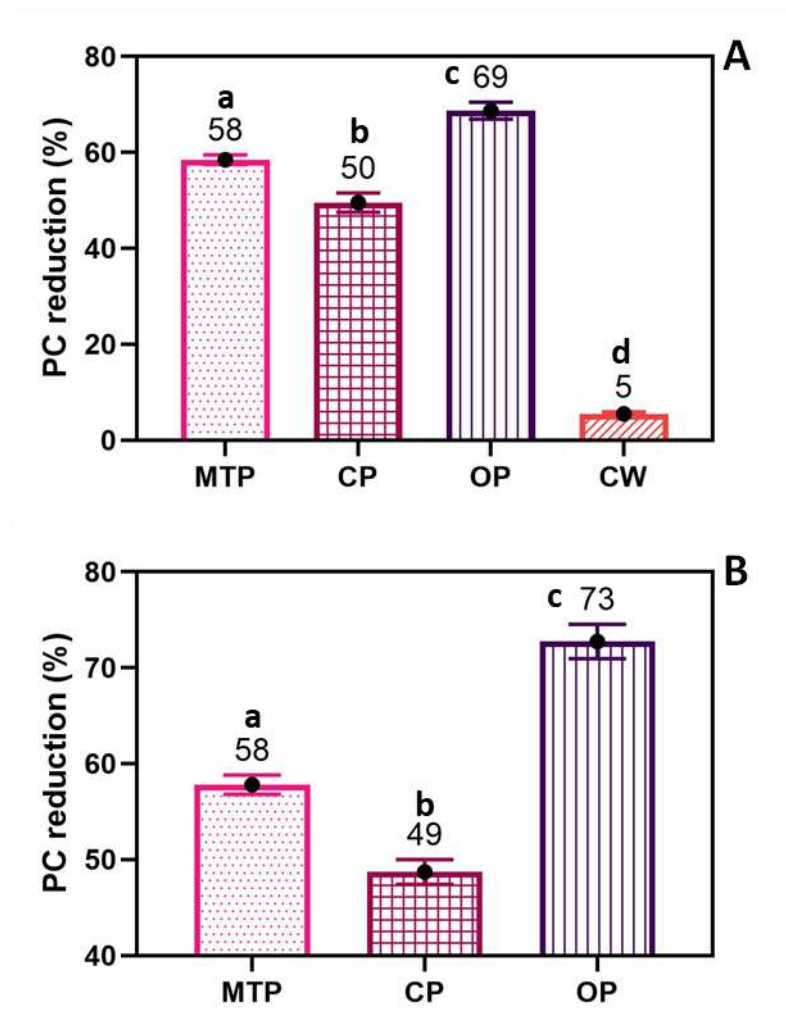 A
PC reduction (%)
80
60
40
20
0
a
58
b
50
c 69
d
5
MTP CP OP CW
B
PC reduction (%)
80
70
60
50
40
a
58
b
49
c 73
MTP CP OP